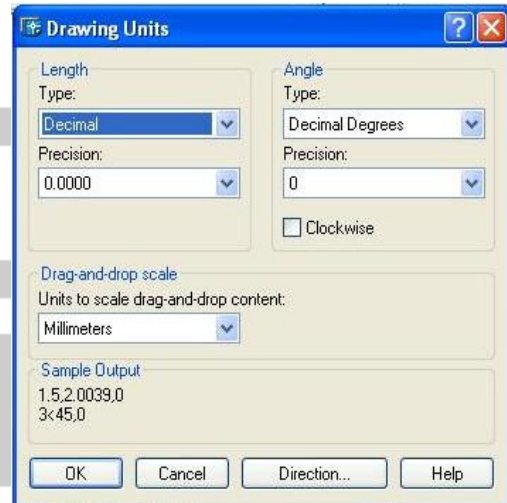 Drawing Units
Length
Type:
Decimal
Precision:
0.0000
Angle
Type:
Decimal Degrees
Precision:
0
Clockwise
Drag-and-drop scale
Units to scale drag-and-drop content:
Millimeters
Sample Output
1.5,2.0039,0
3<45,0
OK Cancel Direction... Help